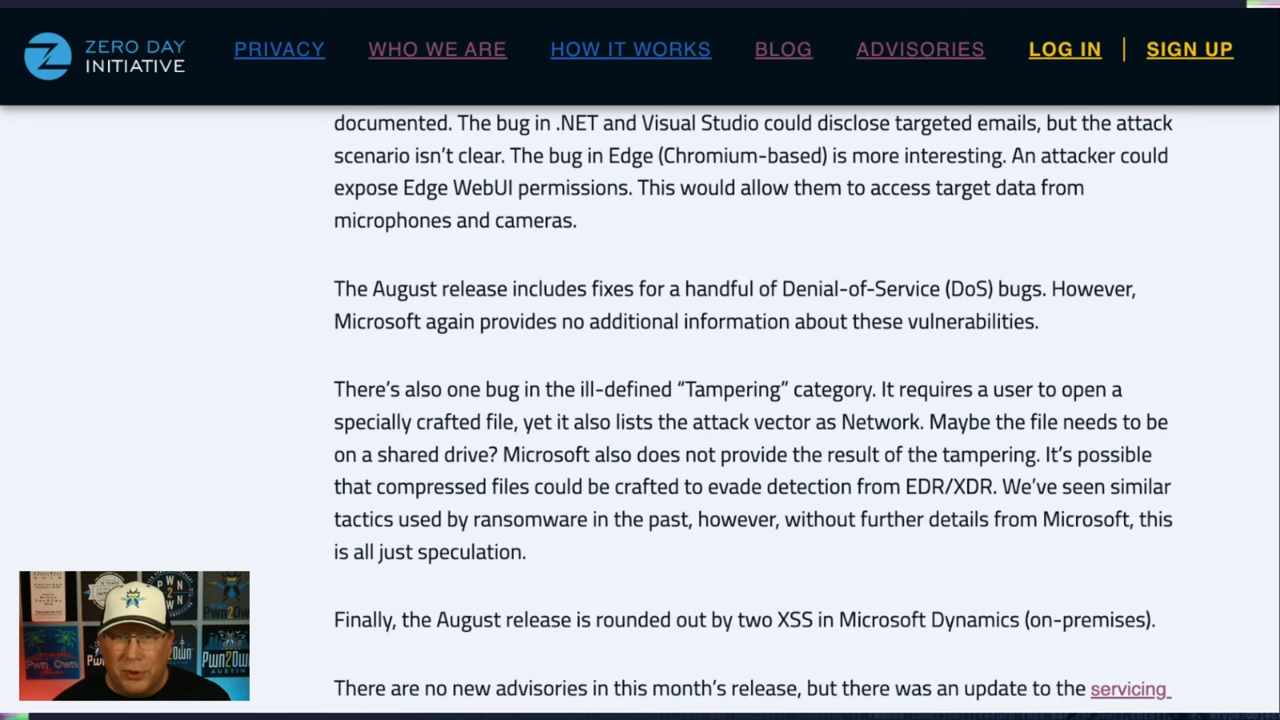 ZERO DAY
INITIATIVE
PRIVACY
WHO WE ARE
HOW IT WORKS
BLOG
ADVISORIES
LOG IN
SIGN UP
documented. The bug in .NET and Visual Studio could disclose targeted emails, but the attack
scenario isn’t clear. The bug in Edge (Chromium-based) is more interesting. An attacker could
expose Edge WebUI permissions. This would allow them to access target data from
microphones and cameras.
The August release includes fixes for a handful of Denial-of-Service (DoS) bugs. However,
Microsoft again provides no additional information about these vulnerabilities.
There’s also one bug in the ill-defined “Tampering” category. It requires a user to open a
specially crafted file, yet it also lists the attack vector as Network. Maybe the file needs to be
on a shared drive? Microsoft also does not provide the result of the tampering. It’s possible
that compressed files could be crafted to evade detection from EDR/XDR. We’ve seen similar
tactics used by ransomware in the past, however, without further details from Microsoft, this
is all just speculation.
Finally, the August release is rounded out by two XSS in Microsoft Dynamics (on-premises).
There are no new advisories in this month’s release, but there was an update to the servicing
PWN
2
OWN
Pwn2Own
Pwn Own
Pwn2Own
AUSTIN